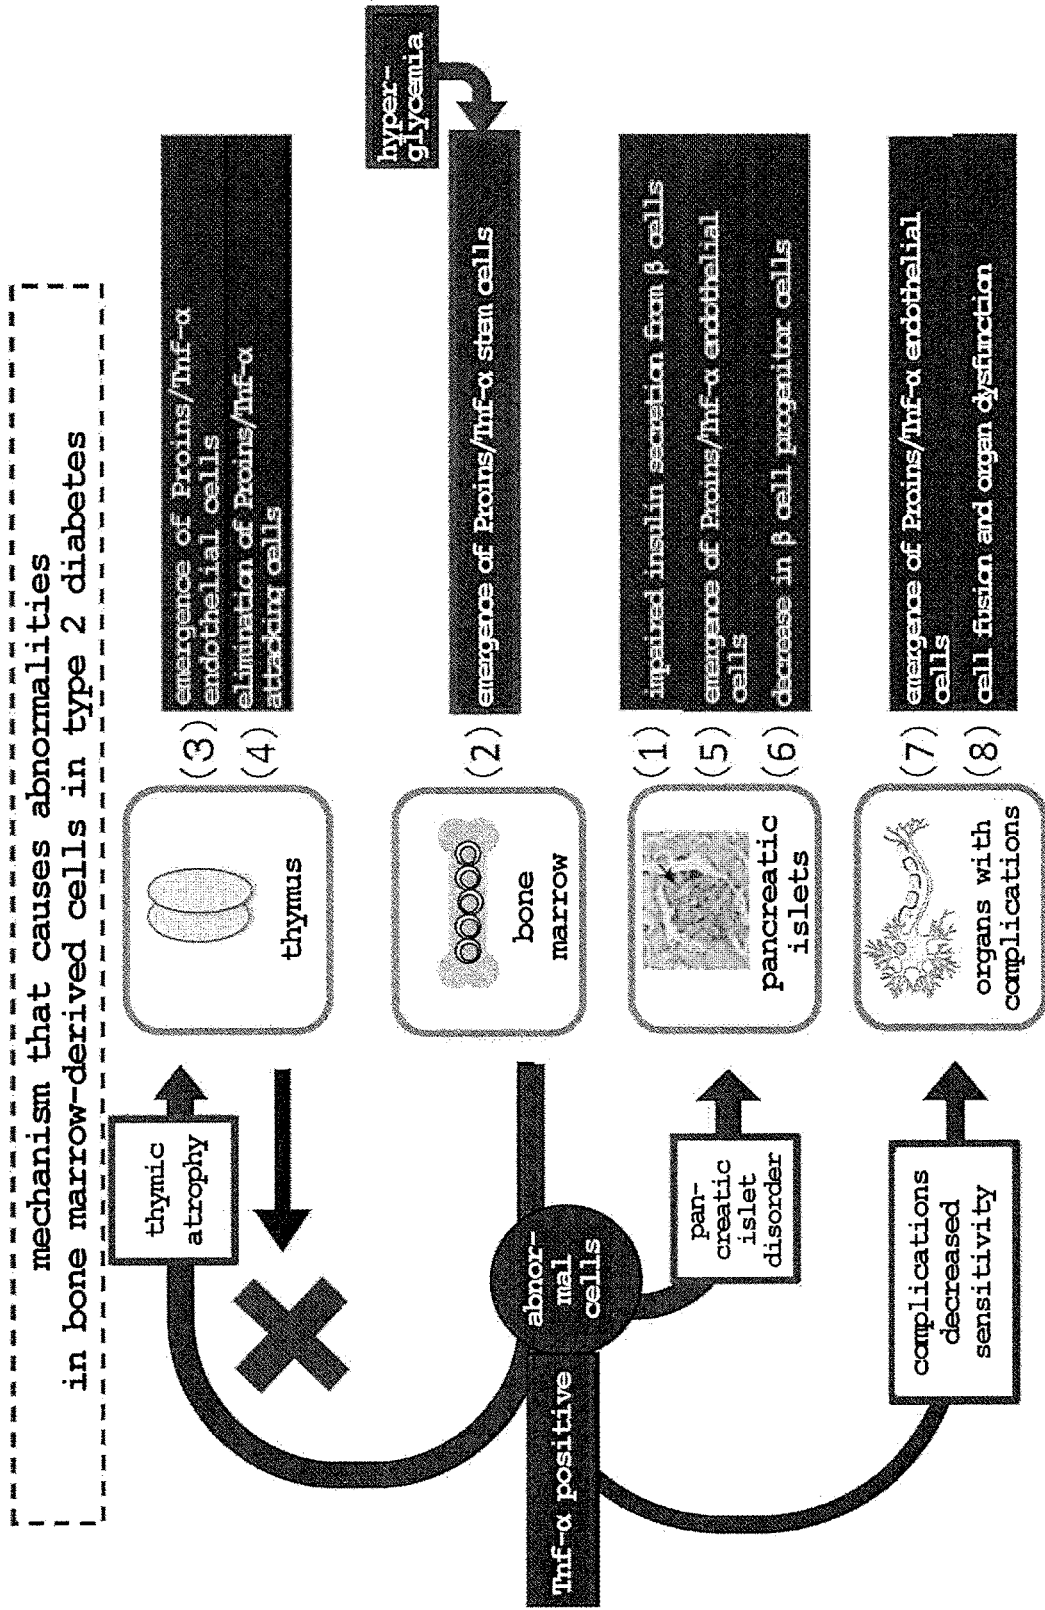 mechanism that causes abnormalities
in bone marrow-derived cells in type 2 diabetes
thymic
atrophy
thymus
(3)
emergence of Proins/Tnf-α
endothelial cells
(4)
elimination of Proins/Tnf-α
attacking cells
hyper-
glycemia
Tnf-α positive
abnor-
mal
cells
bone
marrow
(2)
emergence of Proins/Tnf-α stem cells
pan-
creatic
islet
disorder
pancreatic
islets
(1)
impaired insulin secretion from β cells
(5)
emergence of Proins/Tnf-α endothelial
cells
(6)
decrease in β cell progenitor cells
complications
decreased
sensitivity
organs with
complications
(7)
emergence of Proins/Tnf-α endothelial
cells
(8)
cell fusion and organ dysfunction